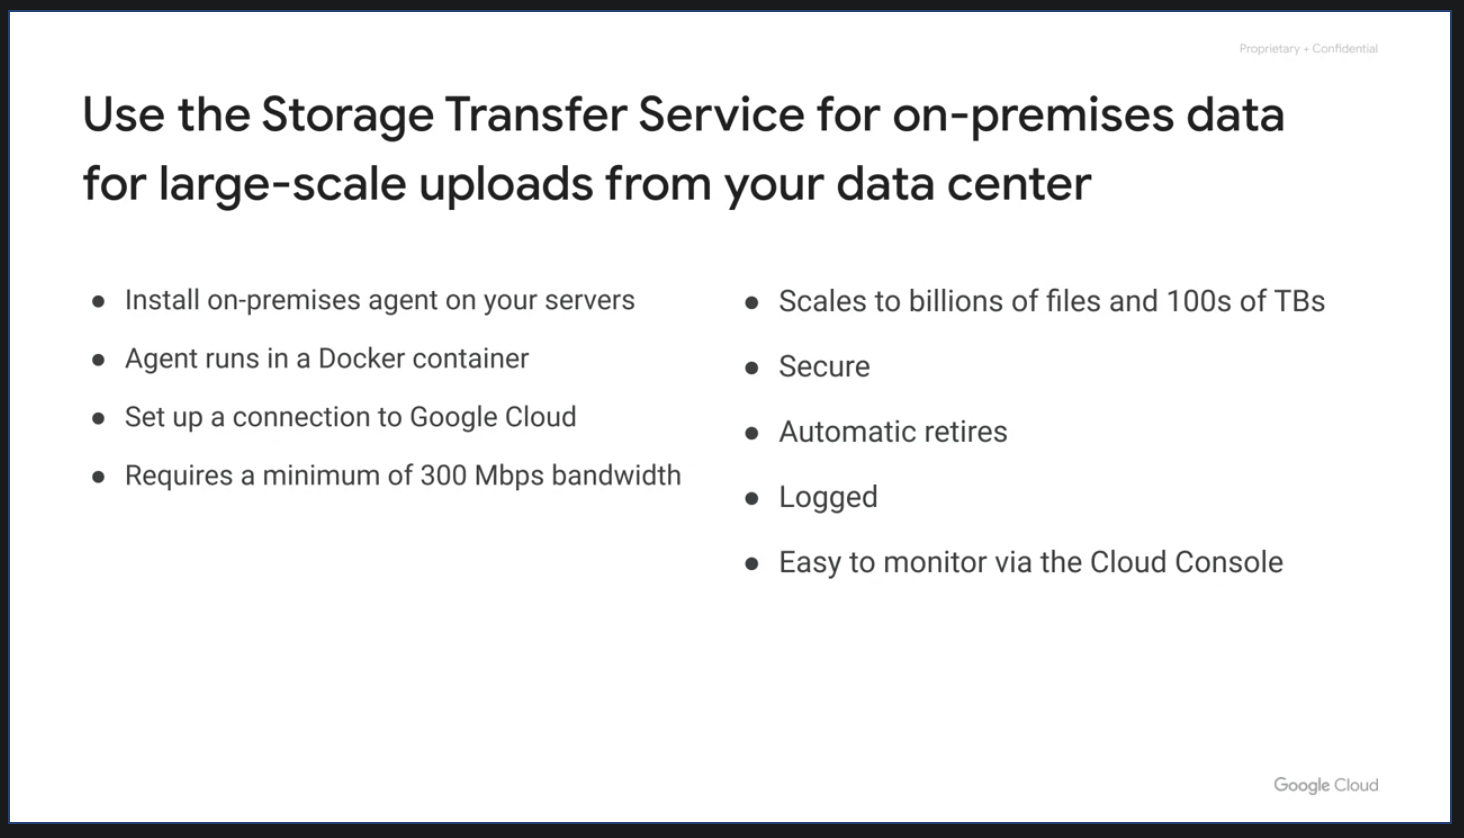 Proprietary + Confidential
Use the Storage Transfer Service for on-premises data
for large-scale uploads from your data center
● Install on-premises agent on your servers
● Agent runs in a Docker container
● Set up a connection to Google Cloud
● Requires a minimum of 300 Mbps bandwidth
● Scales to billions of files and 100s of TBs
● Secure
● Automatic retires
● Logged
● Easy to monitor via the Cloud Console
Google Cloud